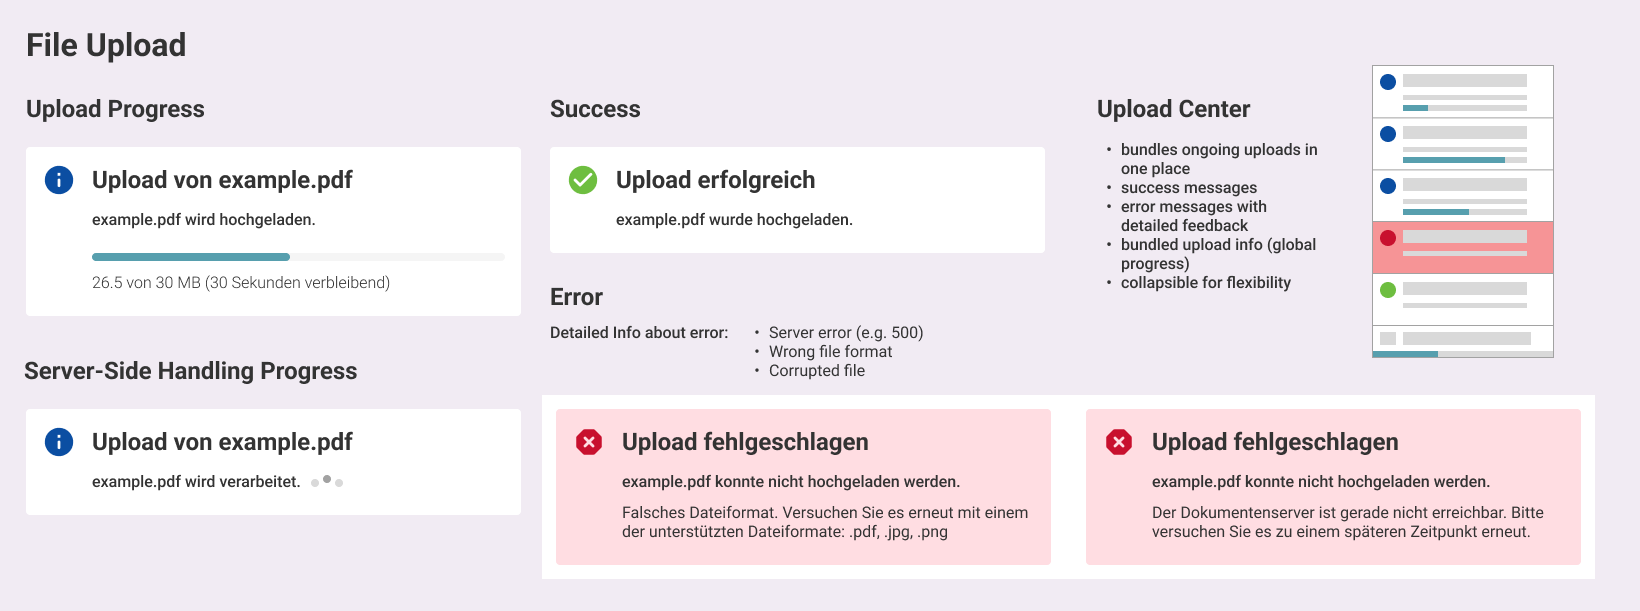 File Upload
Upload Progress
Upload von example.pdf
example.pdf wird hochgeladen.
26.5 von 30 MB (30 Sekunden verbleibend)
Server-Side Handling Progress
Upload von example.pdf
example.pdf wird verarbeitet.
Success
Upload erfolgreich
example.pdf wurde hochgeladen.
Error
Detailed Info about error:
• Server error (e.g. 500)
• Wrong file format
• Corrupted file
Upload fehlgeschlagen
example.pdf konnte nicht hochgeladen werden.
Falsches Dateiformat. Versuchen Sie es erneut mit einem
der unterstützten Dateiformate: .pdf, .jpg, .png
Upload fehlgeschlagen
example.pdf konnte nicht hochgeladen werden.
Der Dokumentenserver ist gerade nicht erreichbar. Bitte
versuchen Sie es zu einem späteren Zeitpunkt erneut.
Upload Center
• bundles ongoing uploads in
one place
• success messages
• error messages with
detailed feedback
• bundled upload info (global
progress)
• collapsible for flexibility